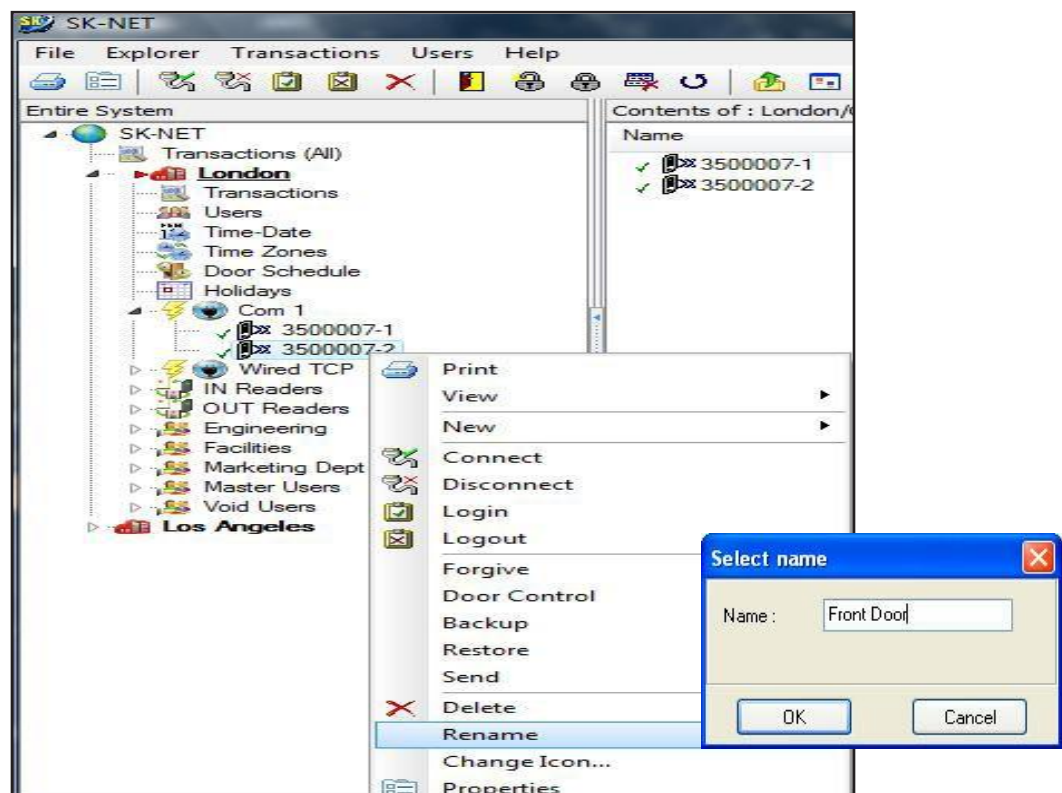 SK-NET
File Explorer Transactions Users Help
Entire System
SK-NET
Transactions (All)
London
Transactions
Users
Time-Date
Time Zones
Door Schedule
Holidays
Com 1
3500007-1
3500007-2
Wired TCP
IN Readers
OUT Readers
Engineering
Facilities
Marketing Dept
Master Users
Void Users
Los Angeles
Contents of : London/
Name
3500007-1
3500007-2
Print
View
New
Connect
Disconnect
Login
Logout
Forgive
Door Control
Backup
Restore
Send
Delete
Rename
Change Icon...
Properties
Select name
Name : Front Door
OK Cancel